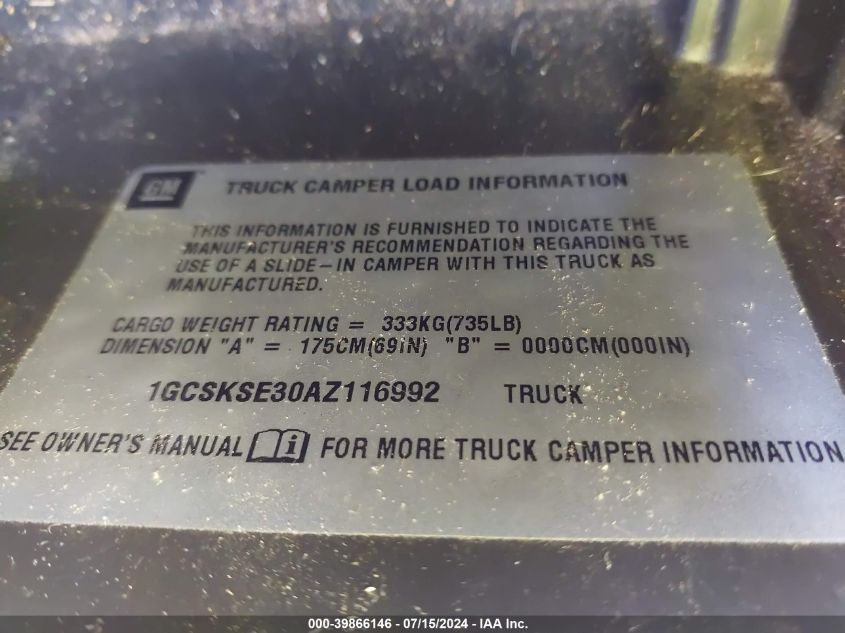 GM™ TRUCK CAMPER LOAD INFORMATION
THIS INFORMATION IS FURNISHED TO INDICATE THE
MANUFACTURER'S RECOMMENDATION REGARDING THE
USE OF A SLIDE-IN CAMPER WITH THIS TRUCK AS
MANUFACTURED.
CARGO WEIGHT RATING = 333KG(735LB)
DIMENSION "A" = 175CM(69IN) "B" = 0000CM(000IN)
1GCSKSE30AZ116992 TRUCK
SEE OWNER'S MANUAL FOR MORE TRUCK CAMPER INFORMATION
000-39866146 - 07/15/2024 - IAA Inc.